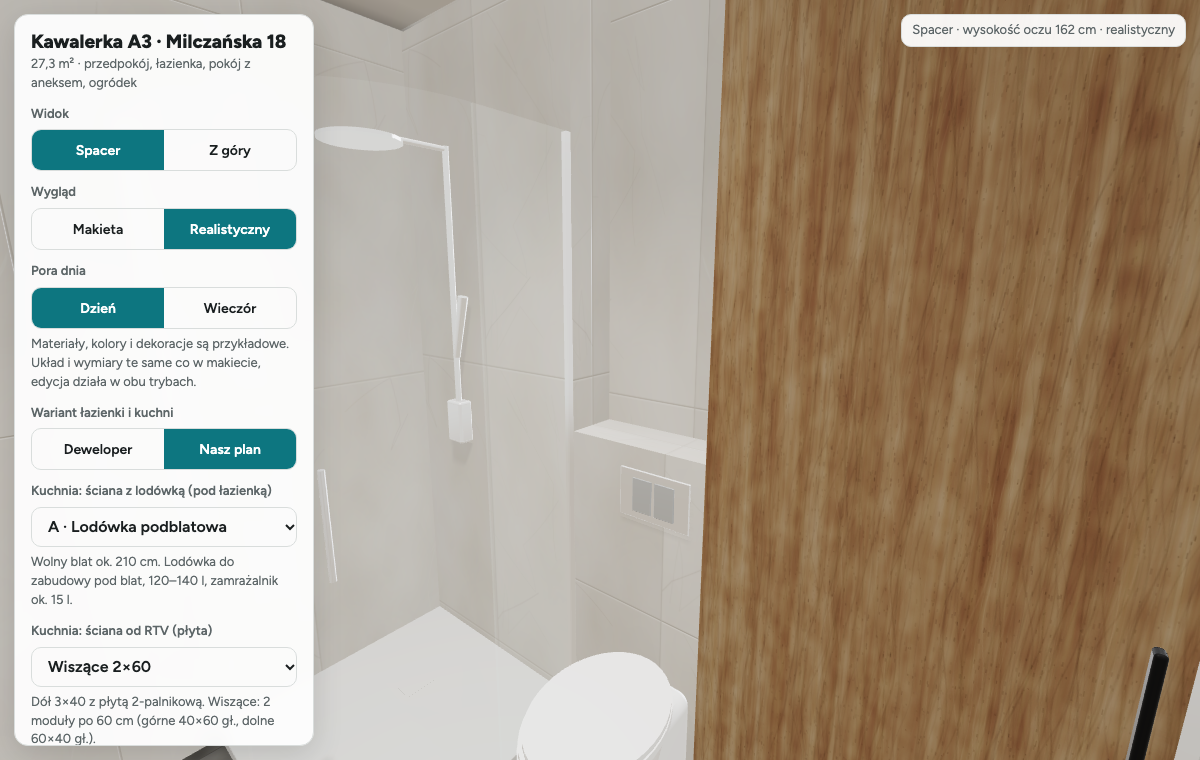 Kawalerka A3 · Milczańska 18
27,3 m² · przedpokój, łazienka, pokój z
aneksem, ogródek
Widok
Spacer
Z góry
Wygląd
Makieta
Realistyczny
Pora dnia
Dzień
Wieczór
Materiały, kolory i dekoracje są przykładowe.
Układ i wymiary te same co w makiecie,
edycja działa w obu trybach.
Wariant łazienki i kuchni
Deweloper
Nasz plan
Kuchnia: ściana z lodówką (pod łazienką)
A · Lodówka podblatowa
Wolny blat ok. 210 cm. Lodówka do
zabudowy pod blat, 120–140 l, zamrażalnik
ok. 15 l.
Kuchnia: ściana od RTV (płyta)
Wiszące 2×60
Dół 3×40 z płytą 2-palnikową. Wiszące: 2
moduły po 60 cm (górne 40×60 gł., dolne
60×40 gł.).
Spacer · wysokość oczu 162 cm · realistyczny